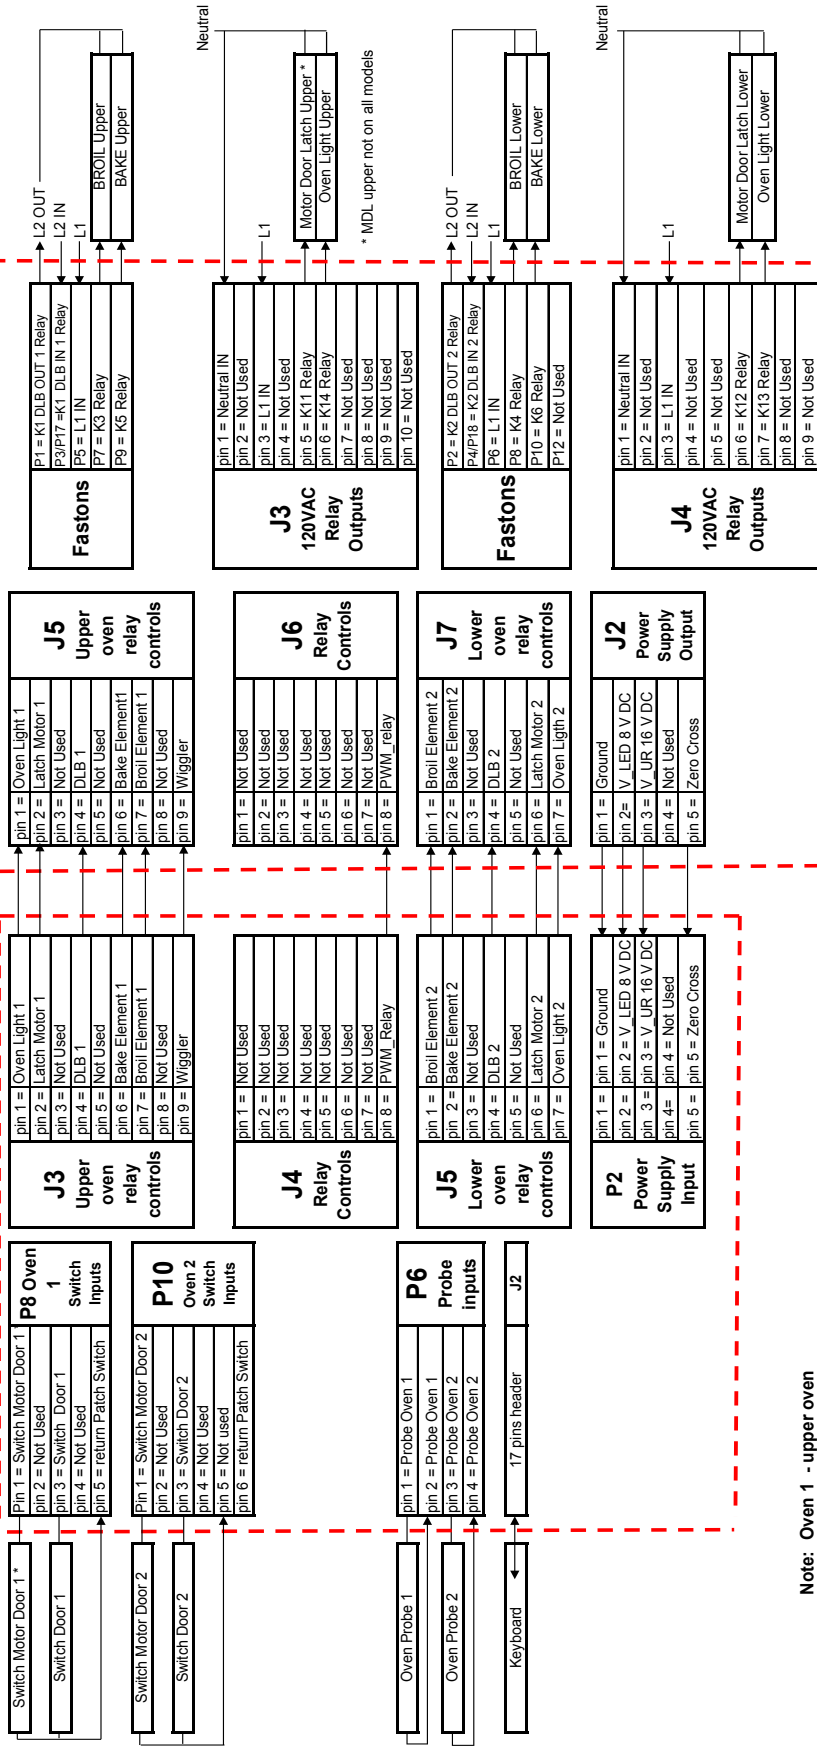 Switch Motor Door 1 *
Switch Door 1
Switch Motor Door 2
Switch Door 2
Oven Probe 1
Oven Probe 2
Keyboard
Pin 1 = Switch Motor Door 1 *
pin 2 = Not Used
pin 3 = Switch Door 1
pin 4 = Not Used
pin 5 = return Patch Switch
P8 Oven
1
Switch
Inputs
Pin 1 = Switch Motor Door 2
pin 2 = Not Used
pin 3 = Switch Door 2
pin 4 = Not Used
pin 5 = Not used
pin 6 = return Patch Switch
P10
Oven 2
Switch
Inputs
pin 1 = Probe Oven 1
pin 2 = Probe Oven 1
pin 3 = Probe Oven 2
pin 4 = Probe Oven 2
P6
Probe
inputs
17 pins header
J2
J3
Upper
oven
relay
controls
pin 1 = Oven Light 1
pin 2 = Latch Motor 1
pin 3 = Not Used
pin 4 = DLB 1
pin 5 = Not Used
pin 6 = Bake Element 1
pin 7 = Broil Element 1
pin 8 = Not Used
pin 9 = Wiggler
J4
Relay
Controls
pin 1 = Not Used
pin 2 = Not Used
pin 3 = Not Used
pin 4 = Not Used
pin 5 = Not Used
pin 6 = Not Used
pin 7 = Not Used
pin 8 = PWM_Relay
J5
Lower
oven
relay
controls
pin 1 = Broil Element 2
pin 2 = Bake Element 2
pin 3 = Not Used
pin 4 = DLB 2
pin 5 = Not Used
pin 6 = Latch Motor 2
pin 7 = Oven Light 2
P2
Power
Supply
Input
pin 1 = pin 1 = Ground
pin 2 = pin 2 = V_LED 8 V DC
pin 3 = pin 3 = V_UR 16 V DC
pin 4= pin 4 = Not Used
pin 5 = pin 5 = Zero Cross
pin 1 = Oven Light 1
pin 2 = Latch Motor 1
pin 3 = Not Used
pin 4 = DLB 1
pin 5 = Not Used
pin 6 = Bake Element1
pin 7 = Broil Element 1
pin 8 = Not Used
pin 9 = Wiggler
J5
Upper
oven
relay
controls
pin 1 = Not Used
pin 2 = Not Used
pin 3 = Not Used
pin 4 = Not Used
pin 5 = Not Used
pin 6 = Not Used
pin 7 = Not Used
pin 8 = PWM_relay
J6
Relay
Controls
pin 1 = Broil Element 2
pin 2 = Bake Element 2
pin 3 = Not Used
pin 4 = DLB 2
pin 5 = Not Used
pin 6 = Latch Motor 2
pin 7 = Oven Ligth 2
J7
Lower
oven
relay
controls
pin 1 = Ground
pin 2= V_LED 8 V DC
pin 3 = V_UR 16 V DC
pin 4 = Not Used
pin 5 = Zero Cross
J2
Power
Supply
Output
Fastons
P1 = K1 DLB OUT 1 Relay
P3/P17 =K1 DLB IN 1 Relay
P5 = L1 IN
P7 = K3 Relay
P9 = K5 Relay
L2 OUT
L2 IN
L1
BROIL Upper
BAKE Upper
J3
120VAC
Relay
Outputs
pin 1 = Neutral IN
pin 2 = Not Used
pin 3 = L1 IN
pin 4 = Not Used
pin 5 = K11 Relay
pin 6 = K14 Relay
pin 7 = Not Used
pin 8 = Not Used
pin 9 = Not Used
pin 10 = Not Used
Neutral
L1
Motor Door Latch Upper *
Oven Light Upper
* MDL upper not on all models
Fastons
P2 = K2 DLB OUT 2 Relay
P4/P18 = K2 DLB IN 2 Relay
P6 = L1 IN
P8 = K4 Relay
P10 = K6 Relay
P12 = Not Used
L2 OUT
L2 IN
L1
BROIL Lower
BAKE Lower
J4
120VAC
Relay
Outputs
pin 1 = Neutral IN
pin 2 = Not Used
pin 3 = L1 IN
pin 4 = Not Used
pin 5 = Not Used
pin 6 = K12 Relay
pin 7 = K13 Relay
pin 8 = Not Used
pin 9 = Not Used
Neutral
L1
Motor Door Latch Lower
Oven Light Lower
Note: Oven 1 - upper oven